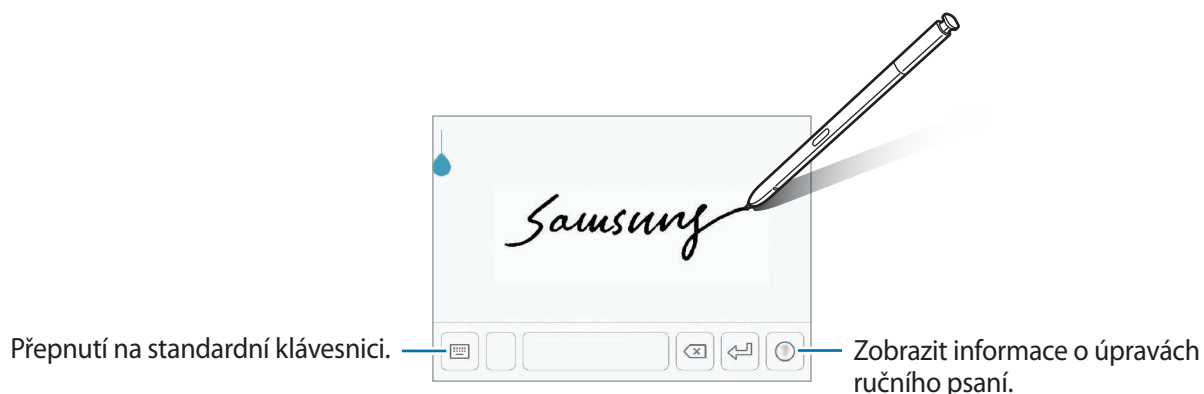 Samsung
Přepnutí na standardní klávesnici.
Zobrazit informace o úpravách
ručního psaní.